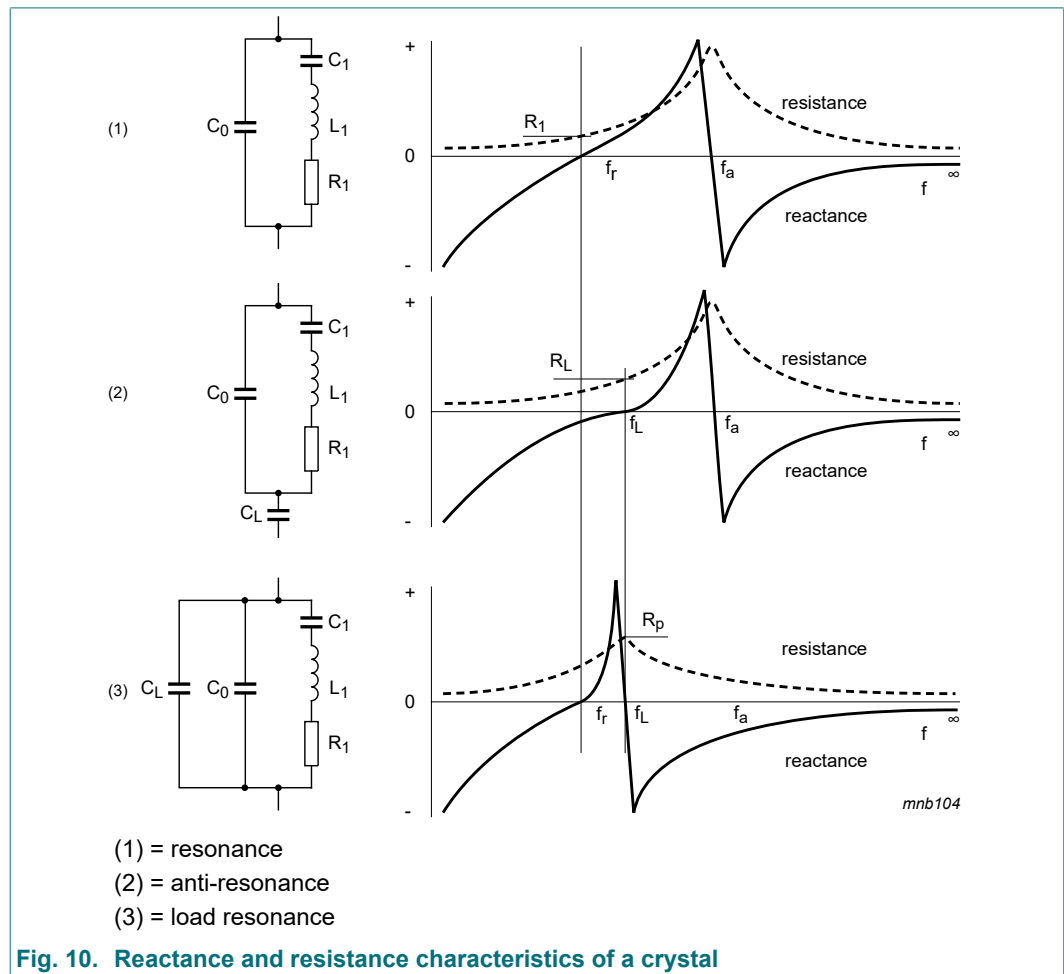 C1
C0
L1
R1
(1)
+
0
-
R1
fr
fa
f
∞
resistance
reactance
C1
C0
L1
R1
CL
(2)
+
0
-
RL
fL
fa
f
∞
resistance
reactance
C1
(3) CL C0
L1
R1
+
0
-
Rp
fr
fL
fa
f
∞
resistance
reactance
mnb104
(1) = resonance
(2) = anti-resonance
(3) = load resonance
Fig. 10. Reactance and resistance characteristics of a crystal